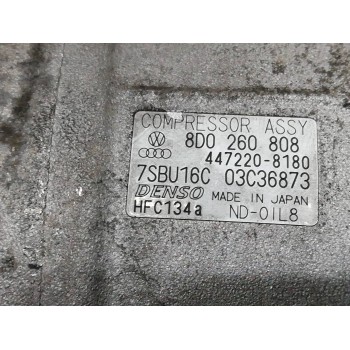 COMPRESSOR ASSY
8D0 260 808
447220-8180
7SBU16C 03C36873
DENSO MADE IN JAPAN
HFC134a ND-OIL8